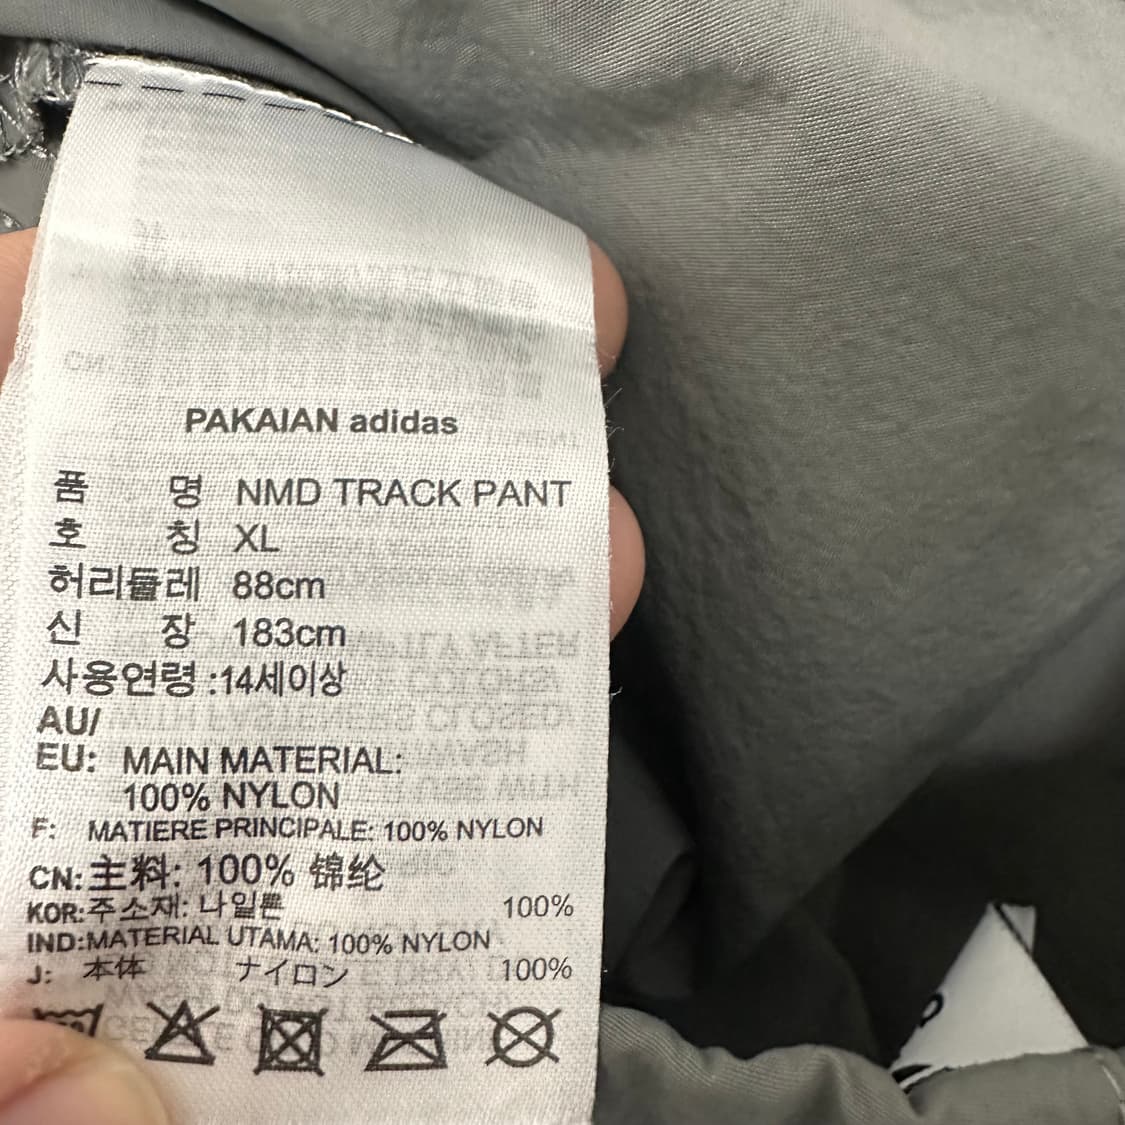 PAKAIAN adidas
품 명 NMD TRACK PANT
호 칭 XL
허리둘레 88cm
신 장 183cm
사용연령 :14세이상
AU/
EU: MAIN MATERIAL:
100% NYLON
F: MATIERE PRINCIPALE: 100% NYLON
CN: 主料: 100% 锦纶
KOR:주소재: 나일론 100%
IND:MATERIAL UTAMA: 100% NYLON
J: 本体 ナイロン 100%